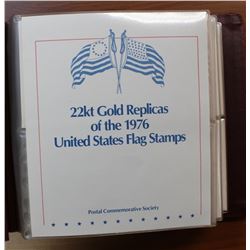 22kt Gold Replicas
of the 1976
United States Flag Stamps
Postal Commemorative Society